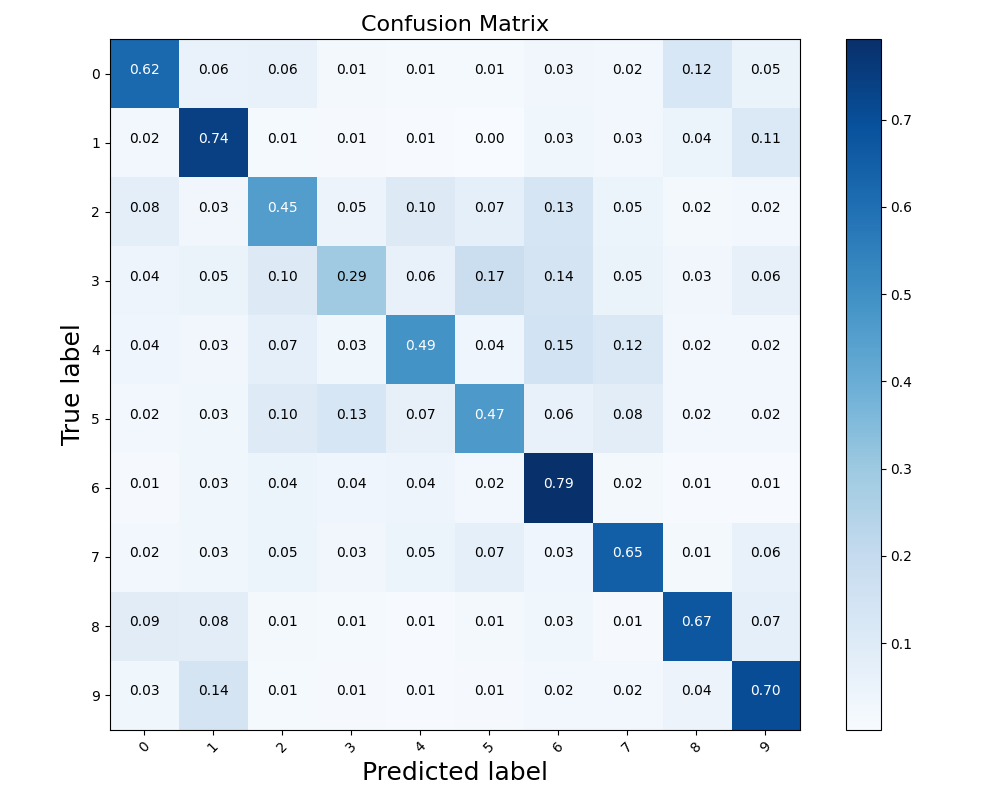 Confusion Matrix
0 0.62 0.06 0.06 0.01 0.01 0.01 0.03 0.02 0.12 0.05
1 0.02 0.74 0.01 0.01 0.01 0.00 0.03 0.03 0.04 0.11
2 0.08 0.03 0.45 0.05 0.10 0.07 0.13 0.05 0.02 0.02
3 0.04 0.05 0.10 0.29 0.06 0.17 0.14 0.05 0.03 0.06
4 0.04 0.03 0.07 0.03 0.49 0.04 0.15 0.12 0.02 0.02
5 0.02 0.03 0.10 0.13 0.07 0.47 0.06 0.08 0.02 0.02
6 0.01 0.03 0.04 0.04 0.04 0.02 0.79 0.02 0.01 0.01
7 0.02 0.03 0.05 0.03 0.05 0.07 0.03 0.65 0.01 0.06
8 0.09 0.08 0.01 0.01 0.01 0.01 0.03 0.01 0.67 0.07
9 0.03 0.14 0.01 0.01 0.01 0.01 0.02 0.02 0.04 0.70
0 1 2 3 4 5 6 7 8 9
Predicted label
True label
0.7
0.6
0.5
0.4
0.3
0.2
0.1